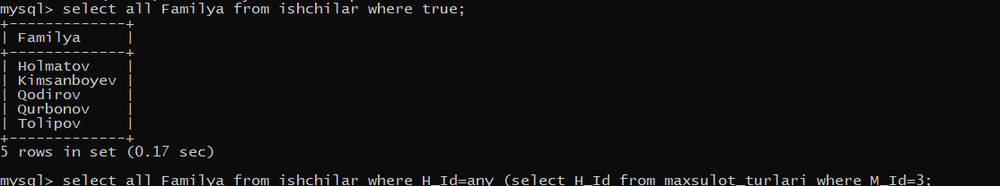 mysql> select all Familya from ishchilar where true;
+-------------+
| Familya     |
+-------------+
| Holmatov    |
| Kimsanboyev |
| Qodirov     |
| Qurbonov    |
| Tolipov     |
+-------------+
5 rows in set (0.17 sec)
mysql> select all Familya from ishchilar where H_Id=any (select H_Id from maxsulot_turlari where M_Id=3;